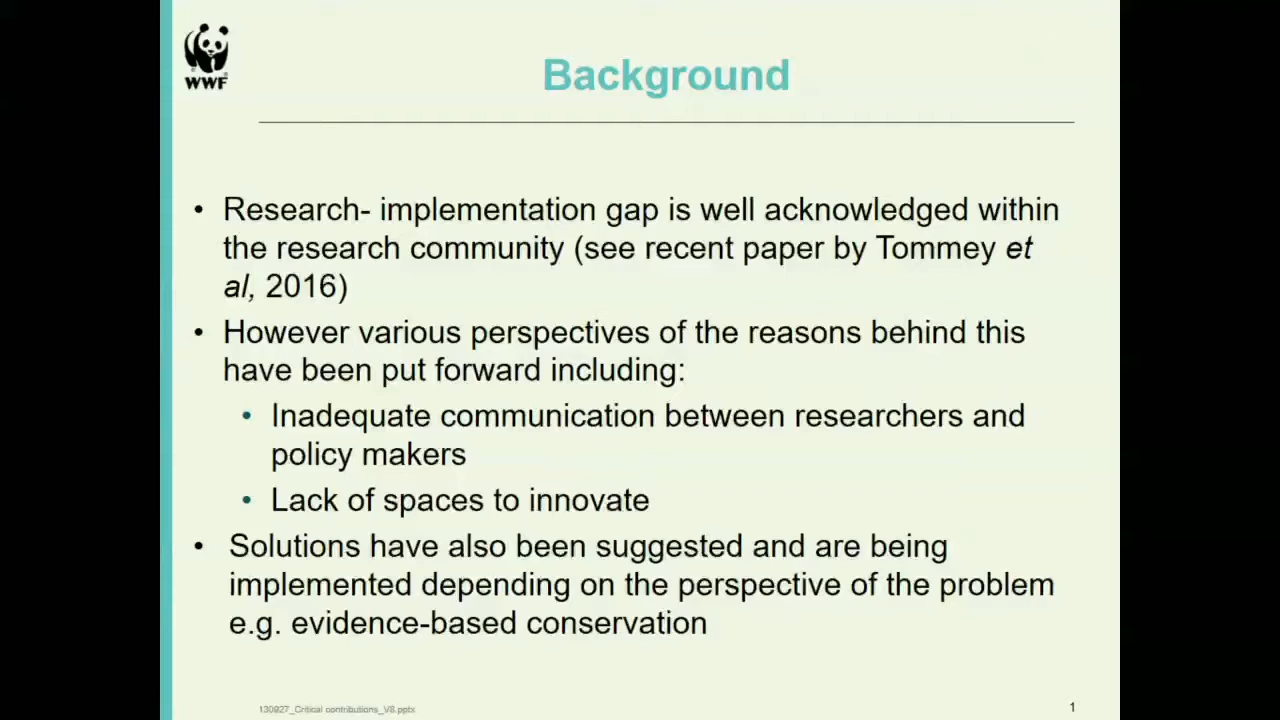 WWF
Background
• Research- implementation gap is well acknowledged within
the research community (see recent paper by Tommey et
al, 2016)
• However various perspectives of the reasons behind this
have been put forward including:
• Inadequate communication between researchers and
policy makers
• Lack of spaces to innovate
• Solutions have also been suggested and are being
implemented depending on the perspective of the problem
e.g. evidence-based conservation
130927_Critical contributions_V8.pptx
1